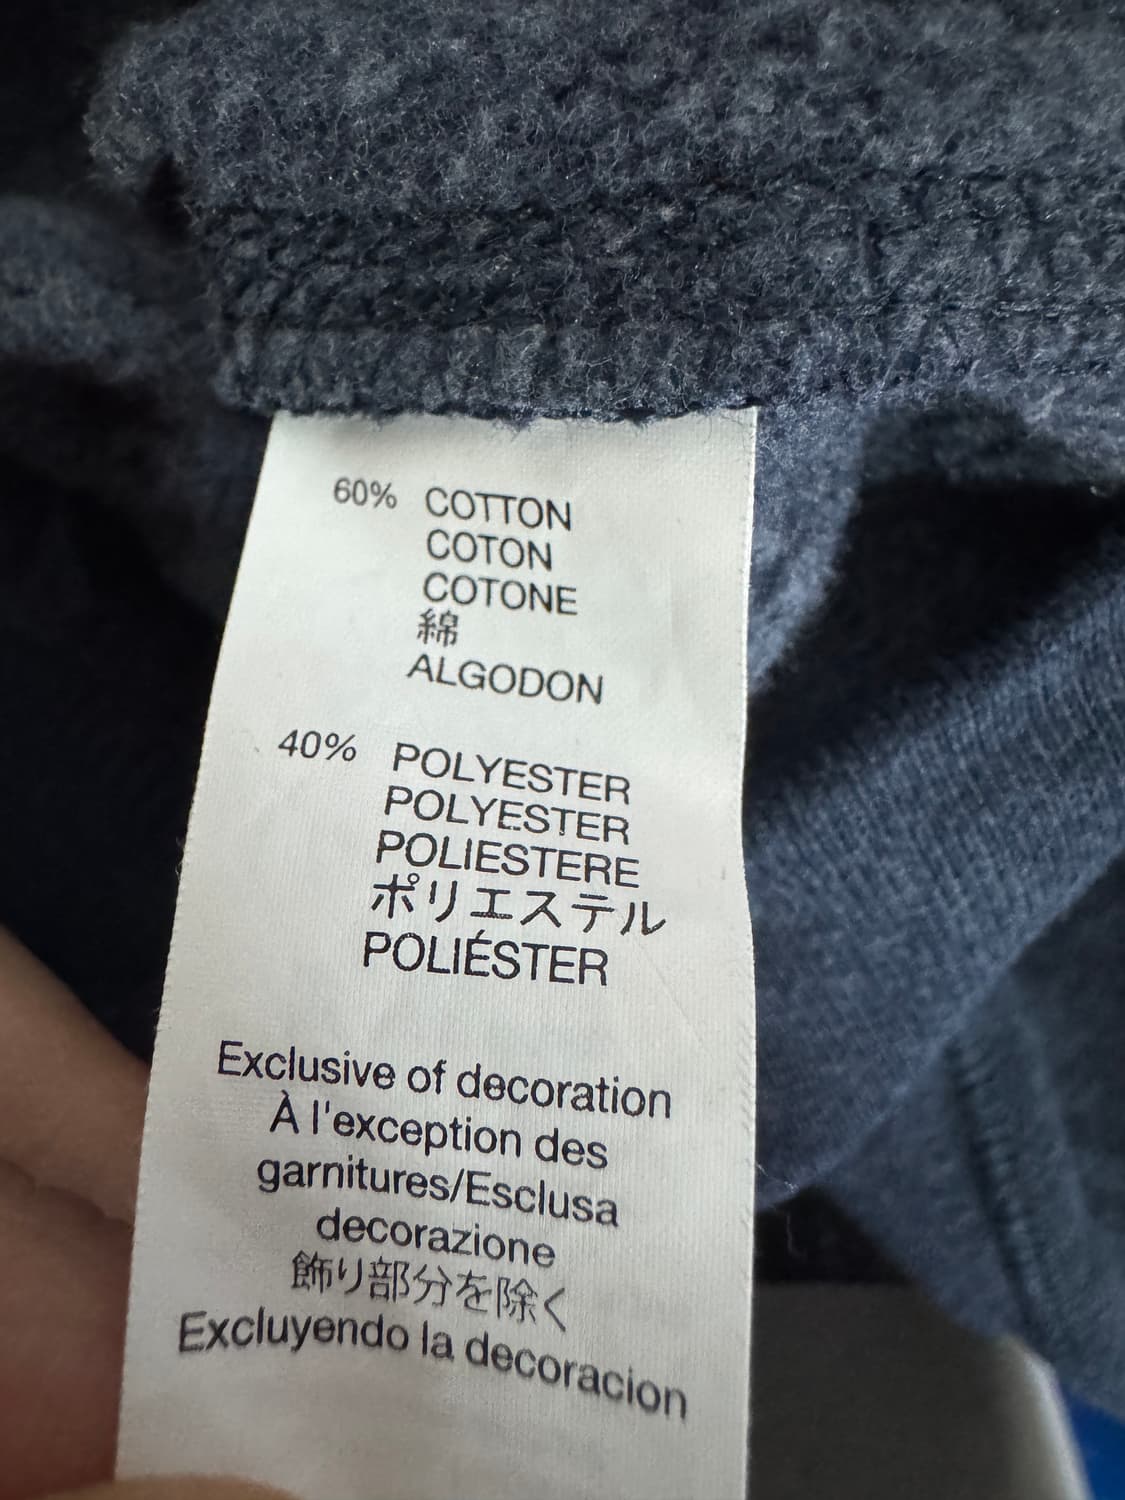 60% COTTON
COTON
COTONE
綿
ALGODON
40% POLYESTER
POLYESTER
POLIESTERE
ポリエステル
POLIÉSTER
Exclusive of decoration
À l'exception des
garnitures/Esclusa
decorazione
飾り部分を除く
Excluyendo la decoracion